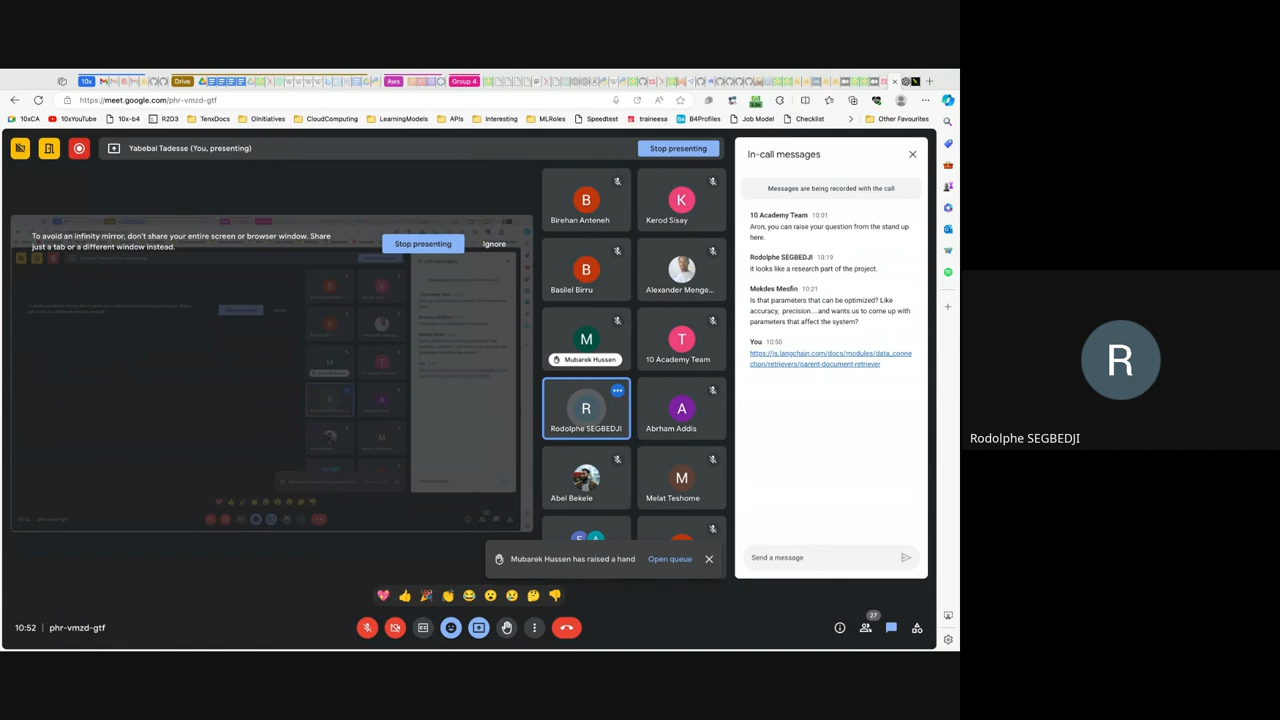 10x
Drive
Aws
Group 4
https://meet.google.com/phr-vmzd-gtf
10xCA
10xYouTube
10x-b4
R2D3
TenxDocs
OInitiatives
CloudComputing
LearningModels
APIs
Interesting
MLRoles
Speedtest
traineesa
B4Profiles
Job Model
Checklist
Other Favourites
Yabebal Tadesse (You, presenting)
Stop presenting
To avoid an infinity mirror, don't share your entire screen or browser window. Share
just a tab or a different window instead.
Stop presenting
Ignore
B
Birehan Anteneh
K
Kerod Sisay
B
Basilel Birru
Alexander Menge...
M
Mubarek Hussen
T
10 Academy Team
R
Rodolphe SEGBEDJI
A
Abrham Addis
Abel Bekele
M
Melat Teshome
Mubarek Hussen has raised a hand
Open queue
In-call messages
Messages are being recorded with the call
10 Academy Team 10:01
Aron, you can raise your question from the stand up
here.
Rodolphe SEGBEDJI 10:19
it looks like a research part of the project.
Mekdes Mesfin 10:21
Is that parameters that can be optimized? Like
accuracy, precision....and wants us to come up with
parameters that affect the system?
You 10:50
https://js.langchain.com/docs/modules/data_conne
ction/retrievers/parent-document-retriever
Send a message
10:52
phr-vmzd-gtf
27
R
Rodolphe SEGBEDJI